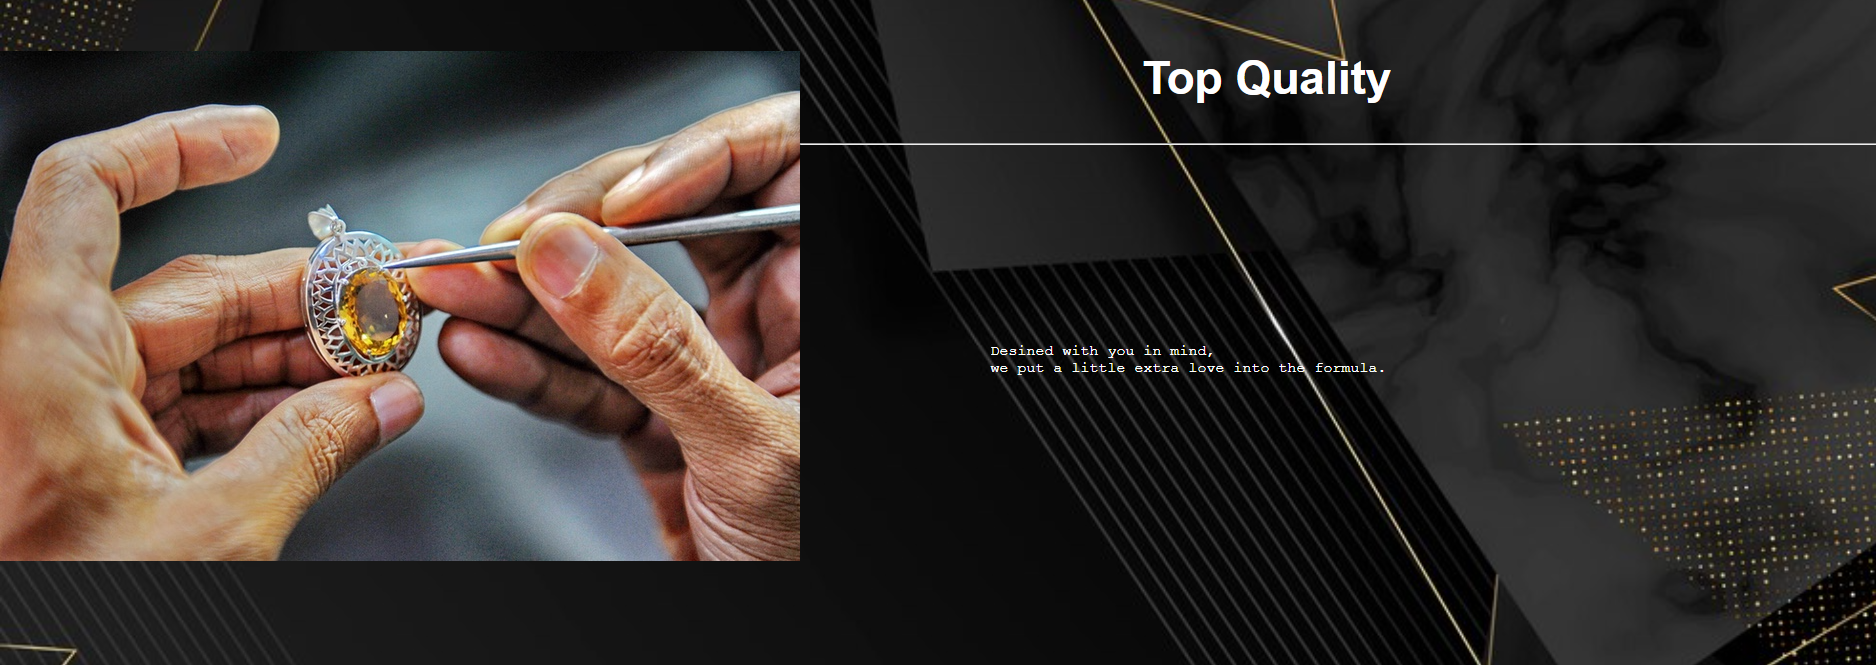 Top Quality
Desined with you in mind,
we put a little extra love into the formula.